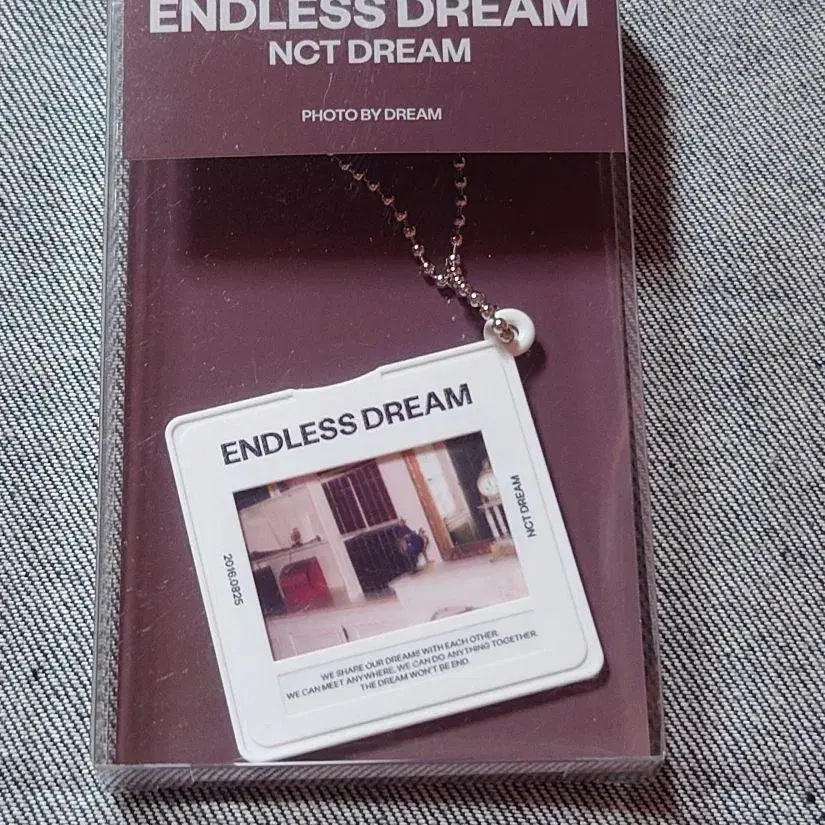 ENDLESS DREAM
NCT DREAM
PHOTO BY DREAM
ENDLESS DREAM
2016.0825
NCT DREAM
WE SHARE OUR DREAMS WITH EACH OTHER.
WE CAN MEET ANYWHERE, WE CAN DO ANYTHING TOGETHER.
THE DREAM WON'T BE END.